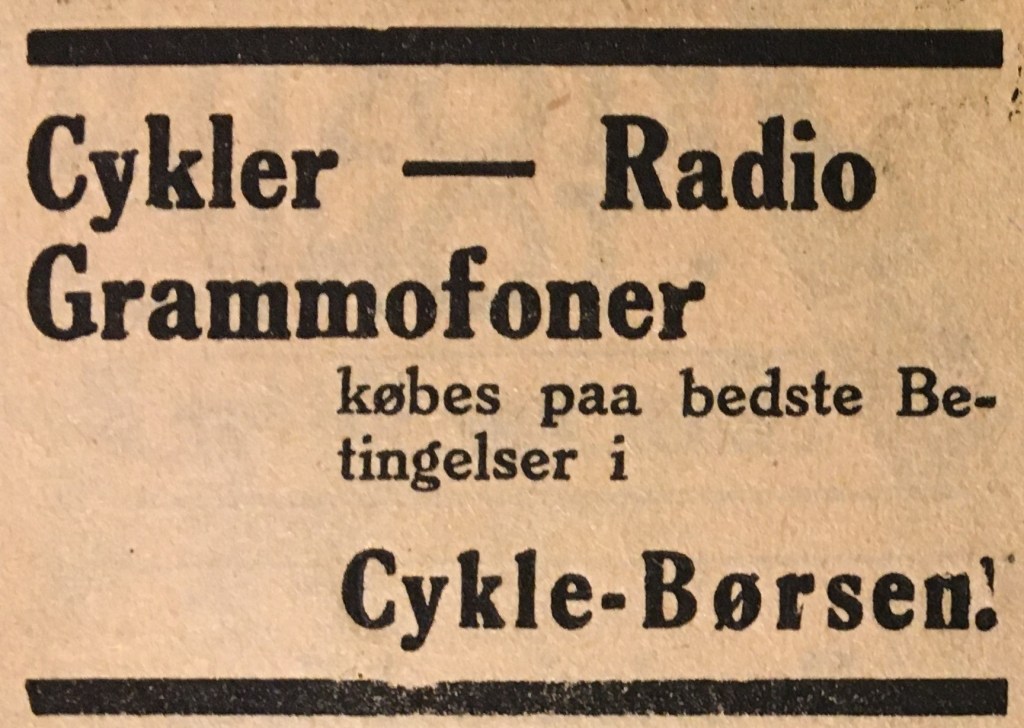 Cykler — Radio
Grammofoner
købes paa bedste Be-
tingelser i
Cykle-Børsen!